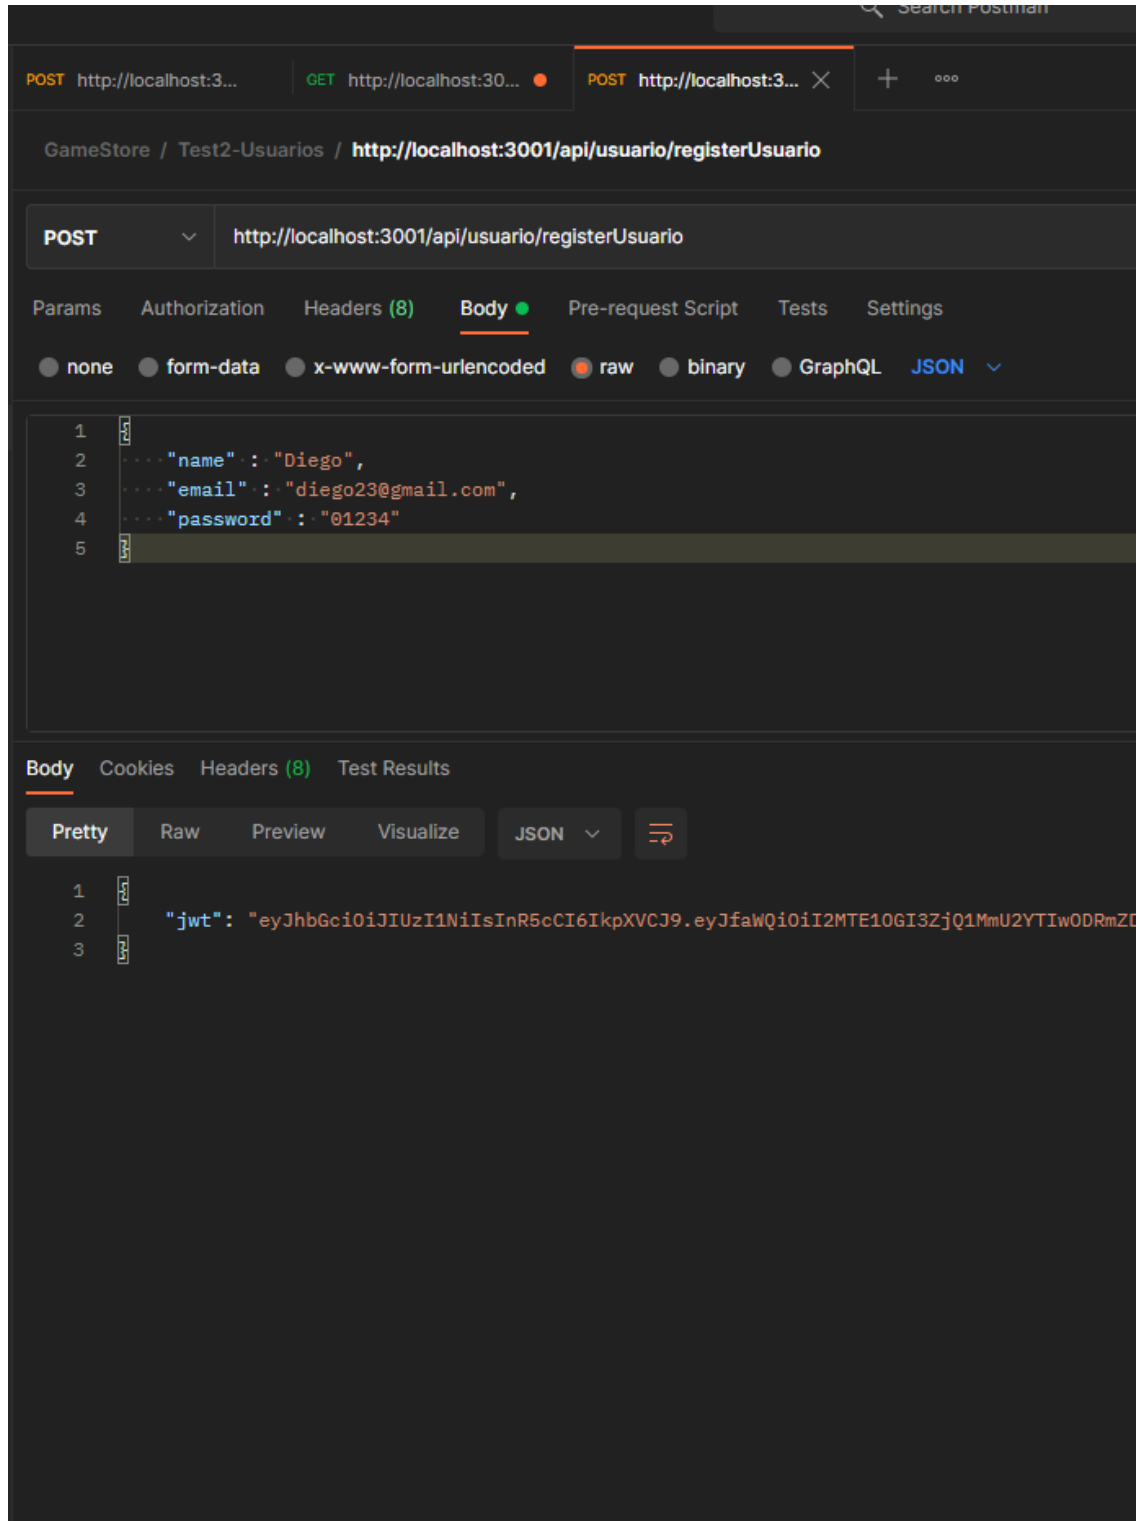 Search Postman
POST http://localhost:3... GET http://localhost:30... POST http://localhost:3...
GameStore / Test2-Usuarios / http://localhost:3001/api/usuario/registerUsuario
POST http://localhost:3001/api/usuario/registerUsuario
Params Authorization Headers (8) Body Pre-request Script Tests Settings
none form-data x-www-form-urlencoded raw binary GraphQL JSON
1 {
2 "name" : "Diego",
3 "email" : "diego23@gmail.com",
4 "password" : "01234"
5 }
Body Cookies Headers (8) Test Results
Pretty Raw Preview Visualize JSON
1 {
2 "jwt": "eyJhbGciOiJIUzI1NiIsInR5cCI6IkpXVCJ9.eyJfaWQiOiI2MTE1OGI3ZjQ1MmU2YTIwODRmZD
3 }